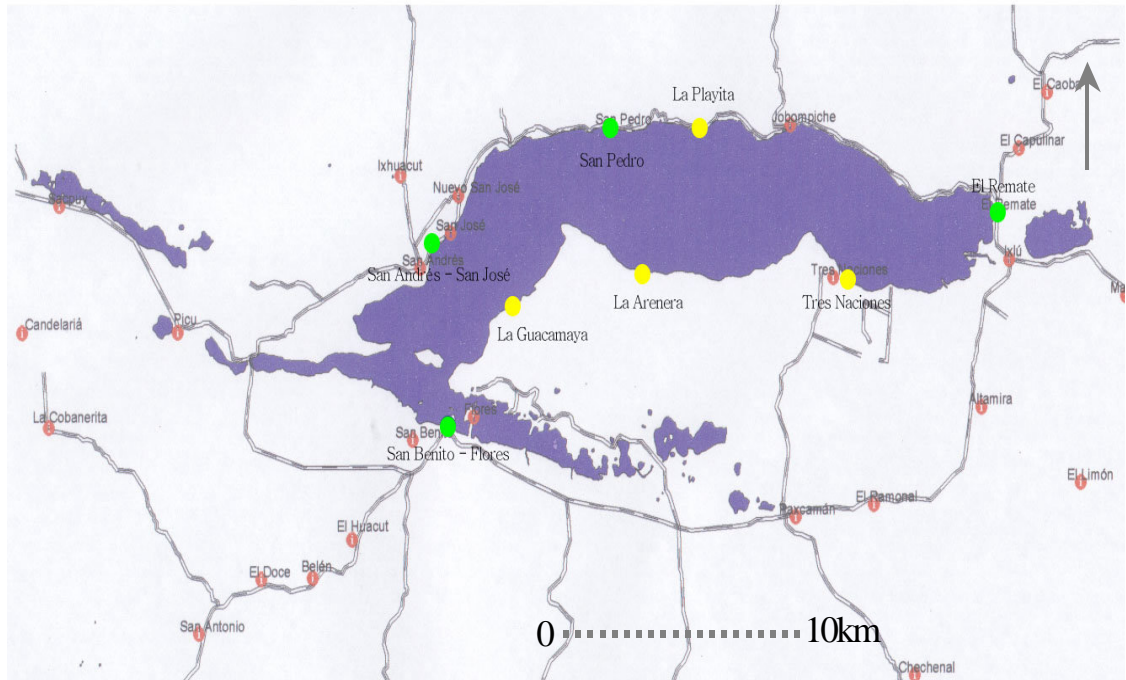 La Playita
El Caoba
San Pedro
Jobompiche
El Capulinar
San Pedro
Ixhuacut
Nuevo San José
El Remate
El Remate
Sacpuy
San José
San Andrés
San Andrés - San José
Ixlú
Tres Naciones
La Arenera
Tres Naciones
La Guacamaya
Candelariá
Picu
La Cobanerita
Flores
San Benito
San Benito - Flores
Altamira
El Limón
El Ramonal
Paxcamán
El Huacut
El Doce
Belén
San Antonio
0 10km
Chechenal